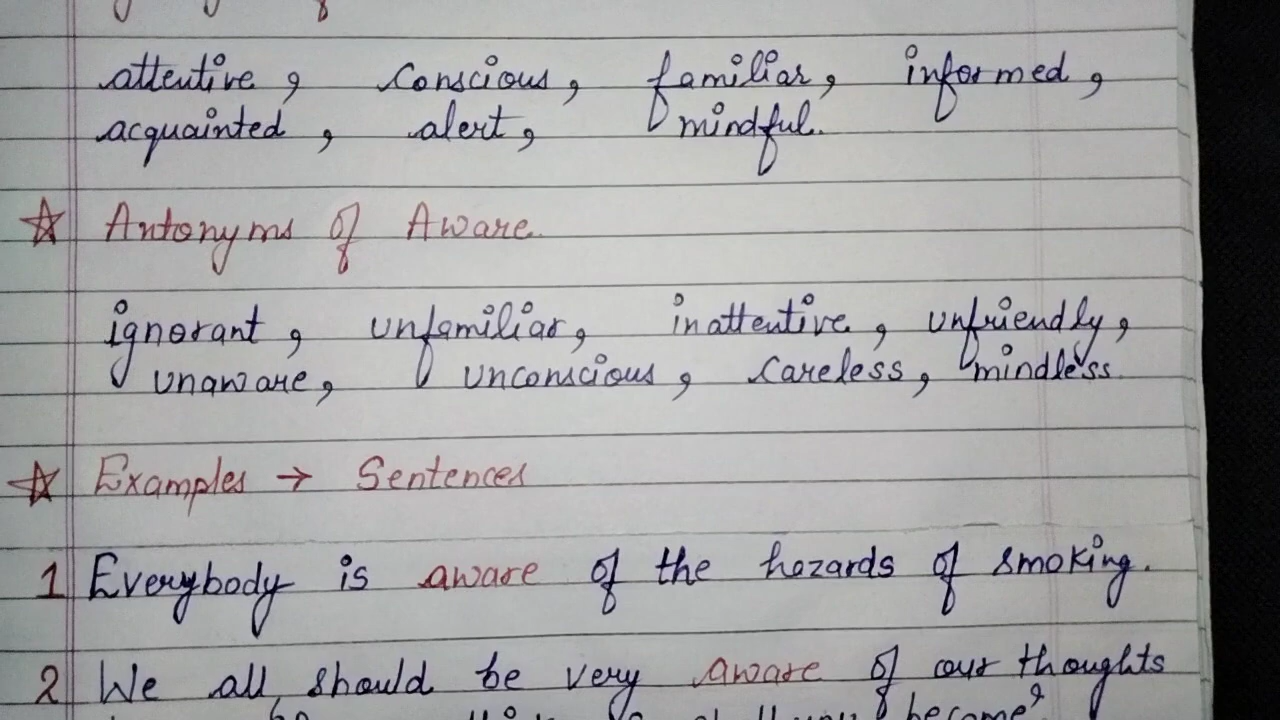 attentive, conscious, familiar, informed,
acquainted, alert, mindful.
☆ Antonyms of Aware.
ignorant, unfamiliar, inattentive, unfriendly,
unaware, unconscious, careless, mindless.
☆ Examples → Sentences
1 Everybody is aware of the hazards of smoking.
2 We all should be very aware of our thoughts
become